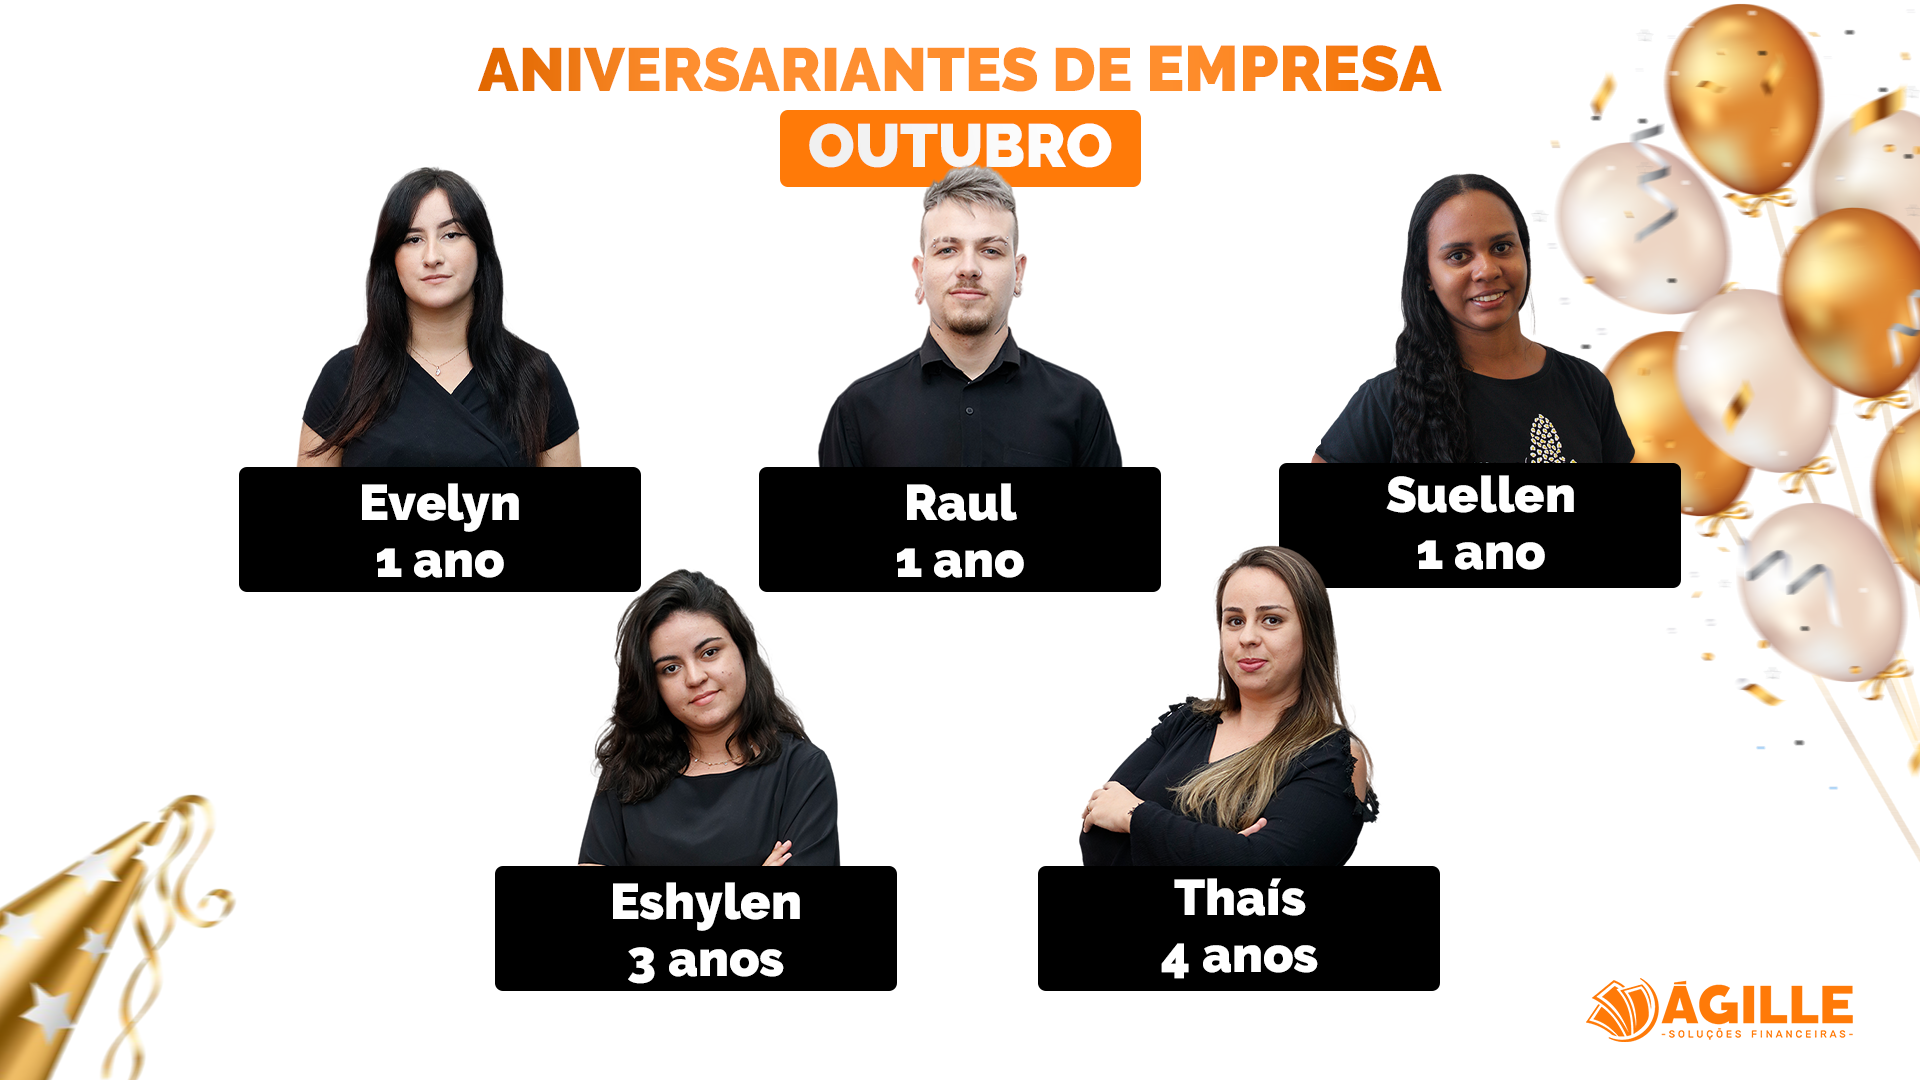 ANIVERSARIANTES DE EMPRESA
OUTUBRO
Evelyn
1 ano
Raul
1 ano
Suellen
1 ano
Eshylen
3 anos
Thaís
4 anos
ÁGILLE
-SOLUÇÕES FINANCEIRAS-